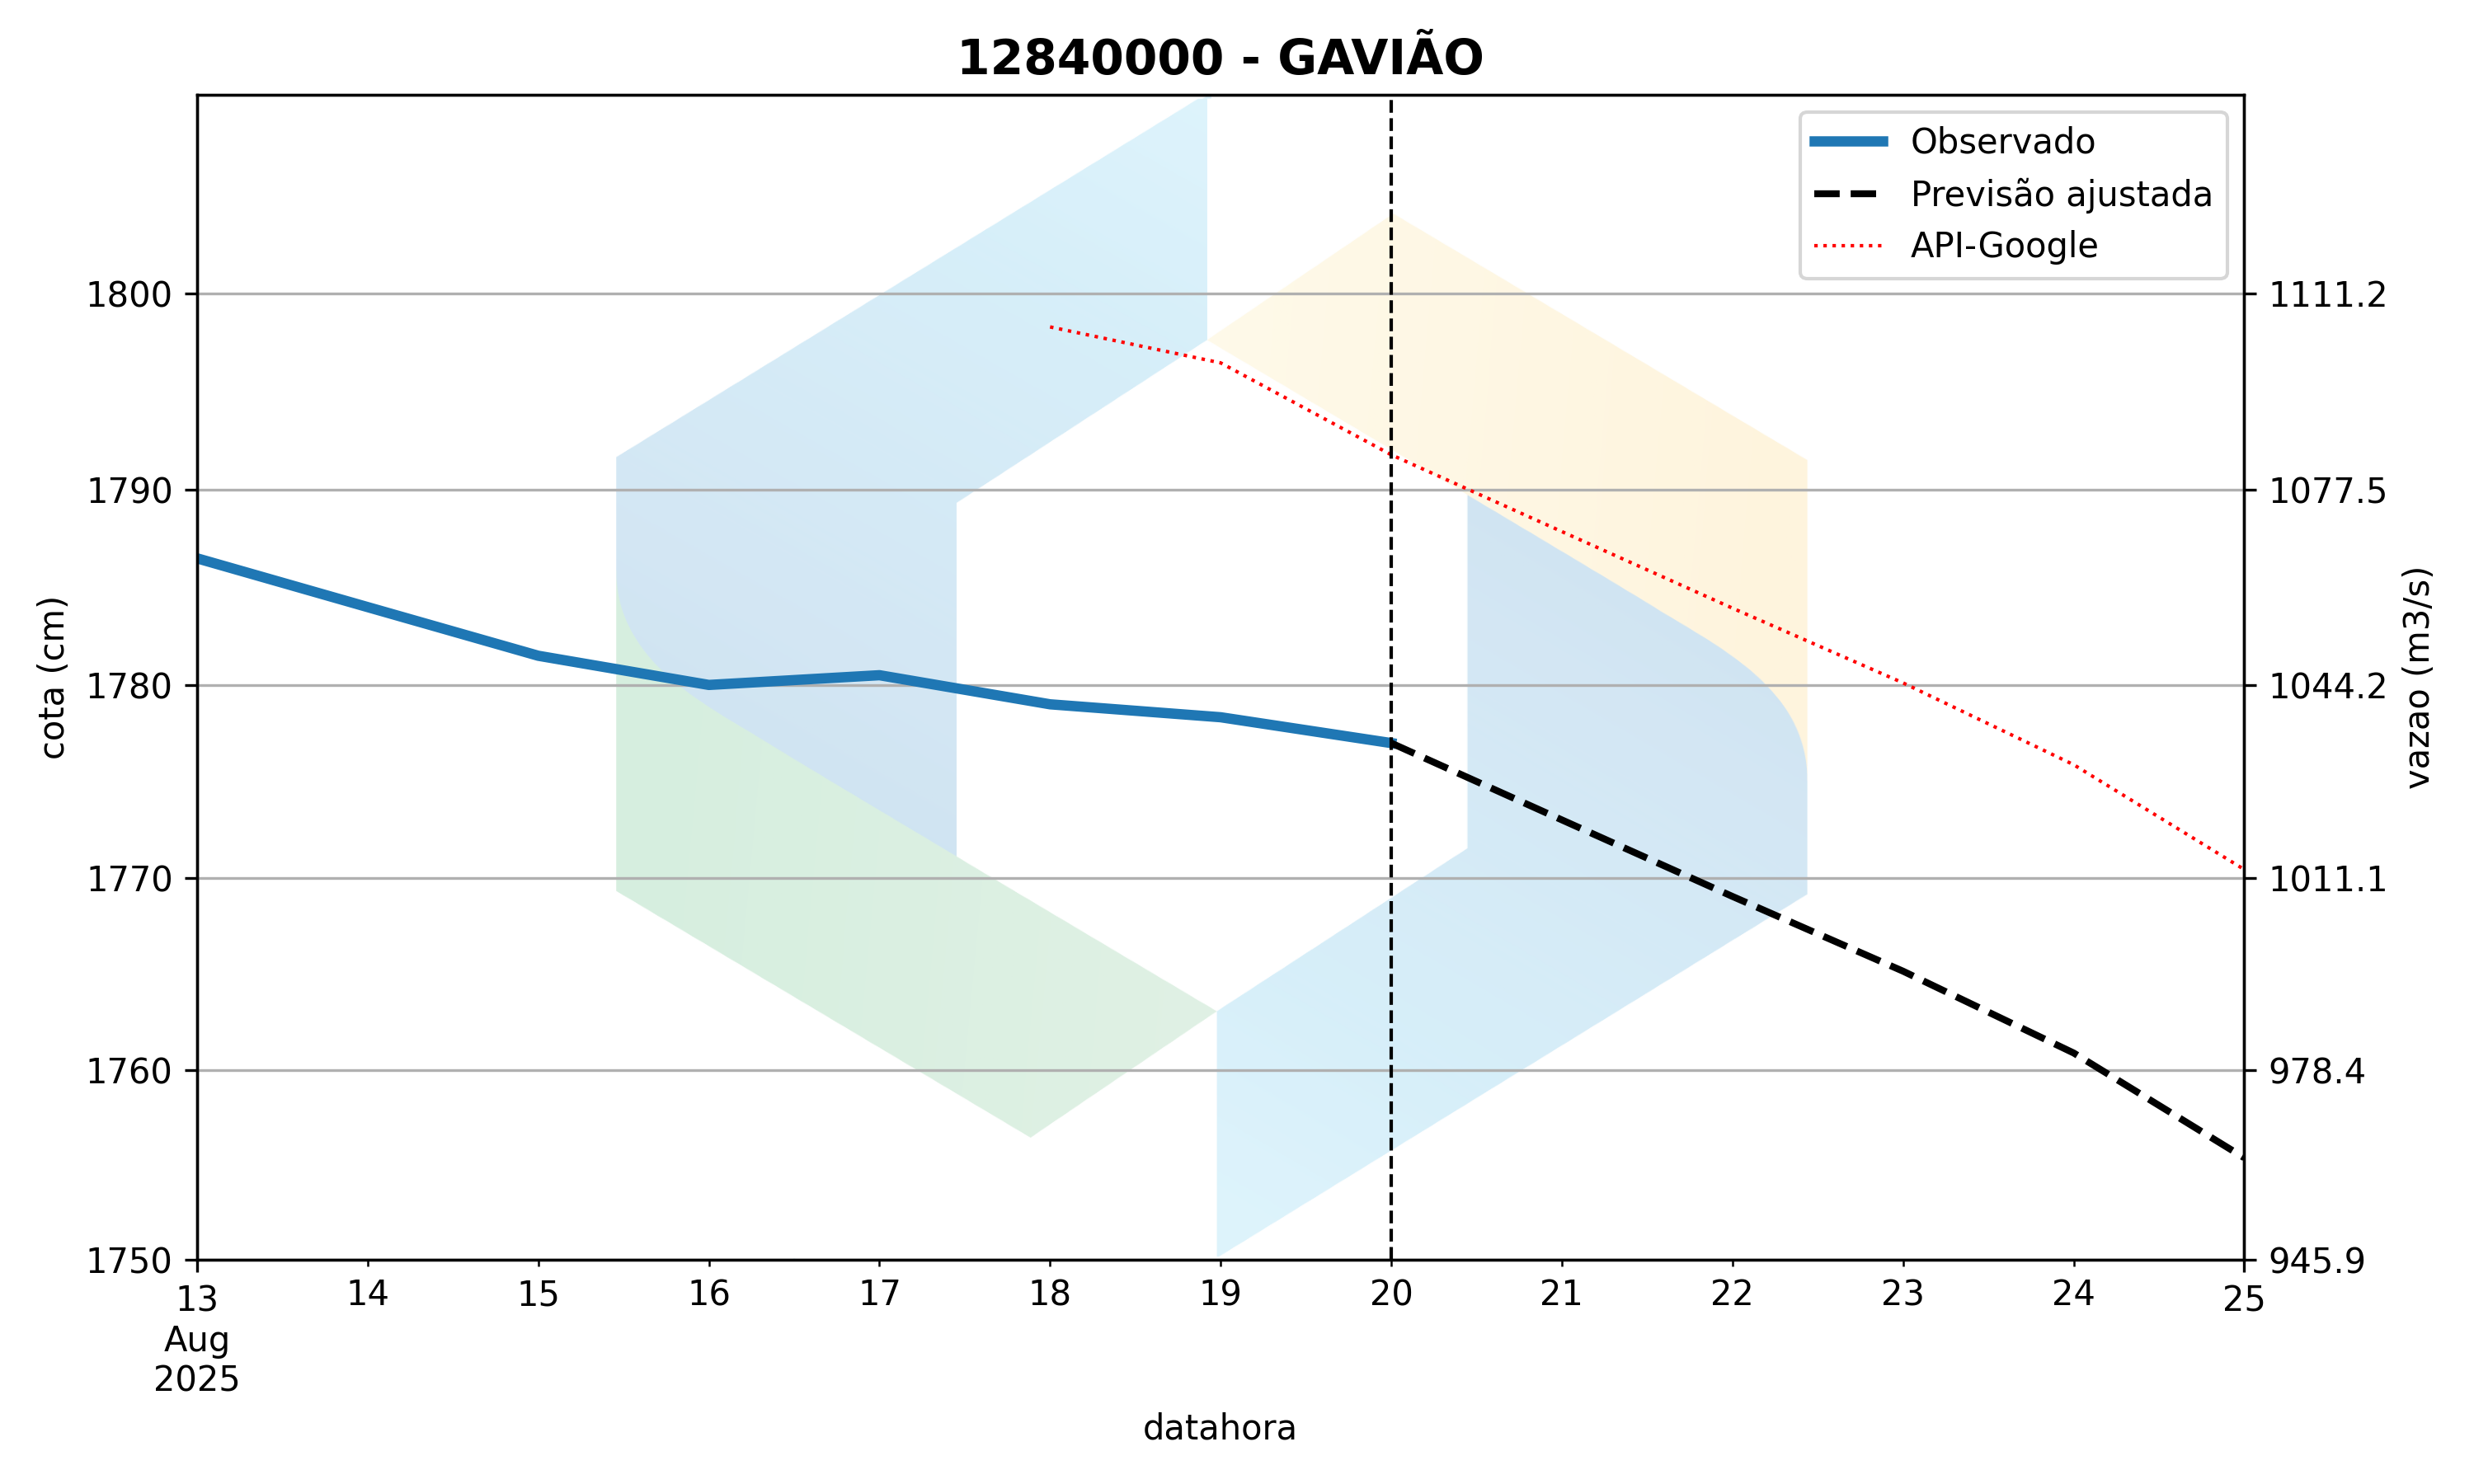 12840000 - GAVIÃO
Observado
Previsão ajustada
API-Google
1800
1790
1780
1770
1760
1750
cota (cm)
1111.2
1077.5
1044.2
1011.1
978.4
945.9
vazao (m3/s)
13 14 15 16 17 18 19 20 21 22 23 24 25
Aug
2025
datahora